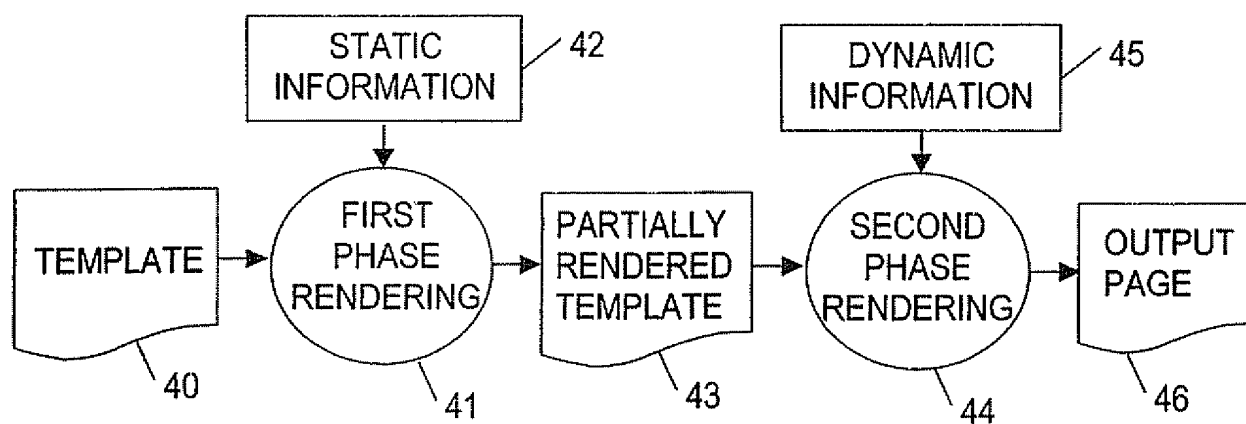 STATIC
INFORMATION
42
DYNAMIC
INFORMATION
45
TEMPLATE
40
FIRST
PHASE
RENDERING
41
PARTIALLY
RENDERED
TEMPLATE
43
SECOND
PHASE
RENDERING
44
OUTPUT
PAGE
46